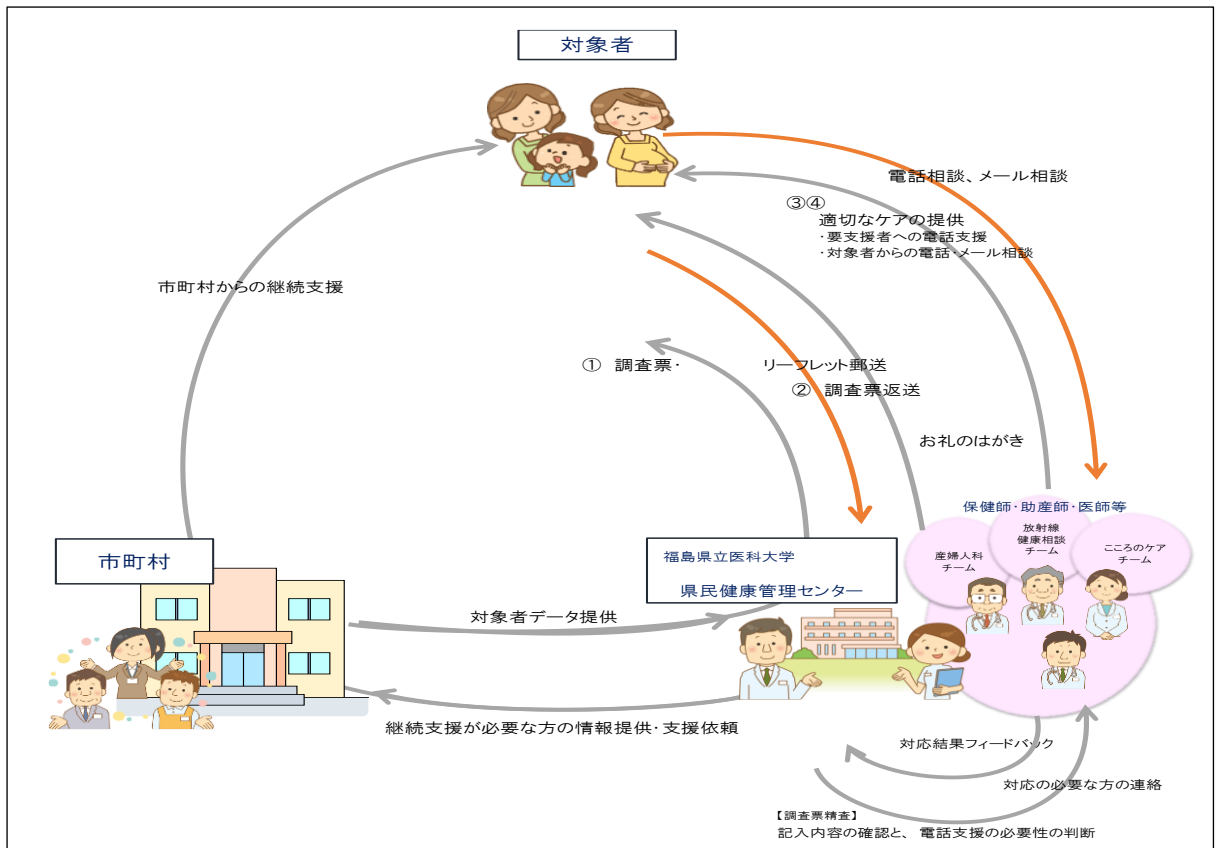 対象者
電話相談、メール相談
③④
適切なケアの提供
・要支援者への電話支援
・対象者からの電話・メール相談
市町村からの継続支援
① 調査票・ リーフレット郵送
② 調査票返送
お礼のはがき
保健師・助産師・医師等
放射線
健康相談
チーム
産婦人科
チーム
こころのケア
チーム
市町村
福島県立医科大学
県民健康管理センター
対象者データ提供
継続支援が必要な方の情報提供・支援依頼
対応結果フィードバック
対応の必要な方の連絡
【調査票精査】
記入内容の確認と、電話支援の必要性の判断